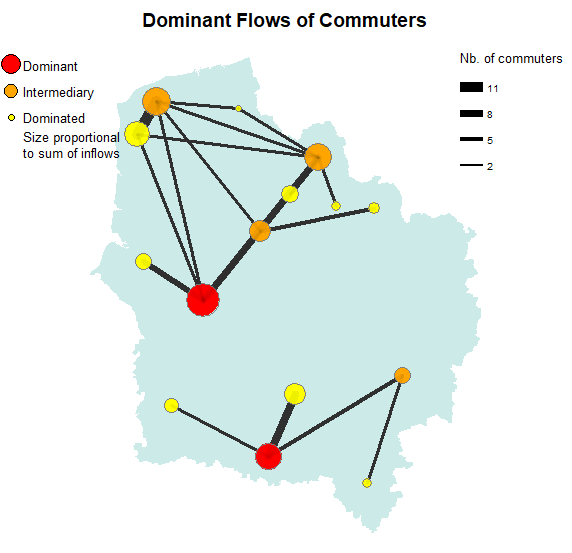 Dominant Flows of Commuters
Dominant
Intermediary
Dominated
Size proportional
to sum of inflows
Nb. of commuters
11
8
5
2